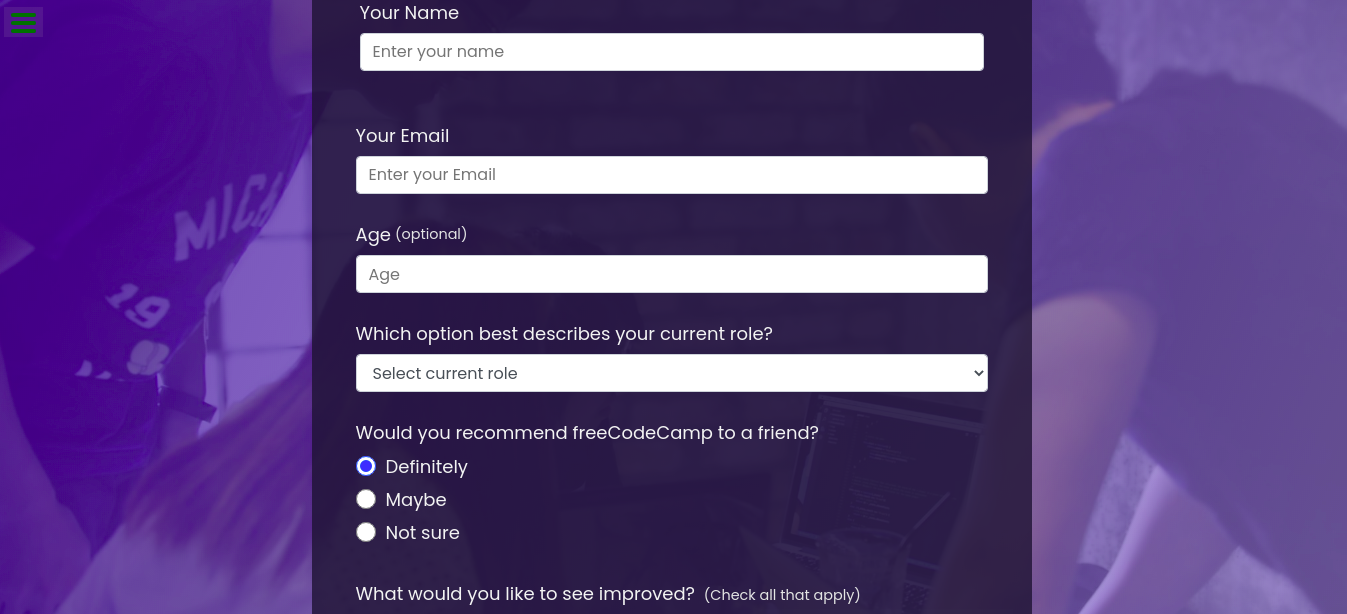 Your Name
Enter your name
Your Email
Enter your Email
Age (optional)
Age
Which option best describes your current role?
Select current role
Would you recommend freeCodeCamp to a friend?
Definitely
Maybe
Not sure
What would you like to see improved? (Check all that apply)
MICH
19